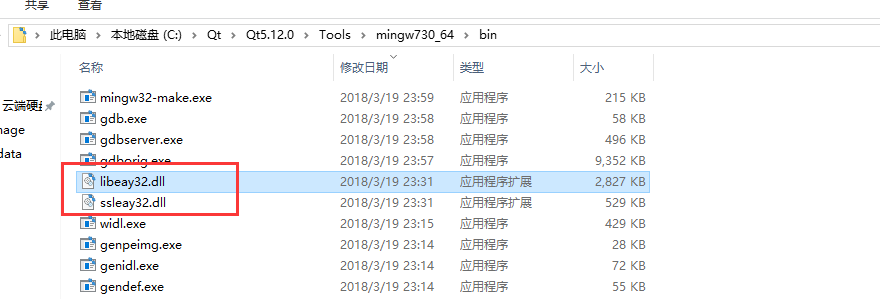 共享 查看
此电脑 › 本地磁盘 (C:) › Qt › Qt5.12.0 › Tools › mingw730_64 › bin
名称 修改日期 类型 大小
mingw32-make.exe 2018/3/19 23:59 应用程序 215 KB
云端硬盘 gdb.exe 2018/3/19 23:58 应用程序 58 KB
nage gdbserver.exe 2018/3/19 23:58 应用程序 496 KB
data gdborig.exe 2018/3/19 23:57 应用程序 9,352 KB
libeay32.dll 2018/3/19 23:31 应用程序扩展 2,827 KB
ssleay32.dll 2018/3/19 23:31 应用程序扩展 529 KB
widl.exe 2018/3/19 23:15 应用程序 429 KB
genpeimg.exe 2018/3/19 23:14 应用程序 28 KB
genidl.exe 2018/3/19 23:14 应用程序 72 KB
gendef.exe 2018/3/19 23:14 应用程序 55 KB